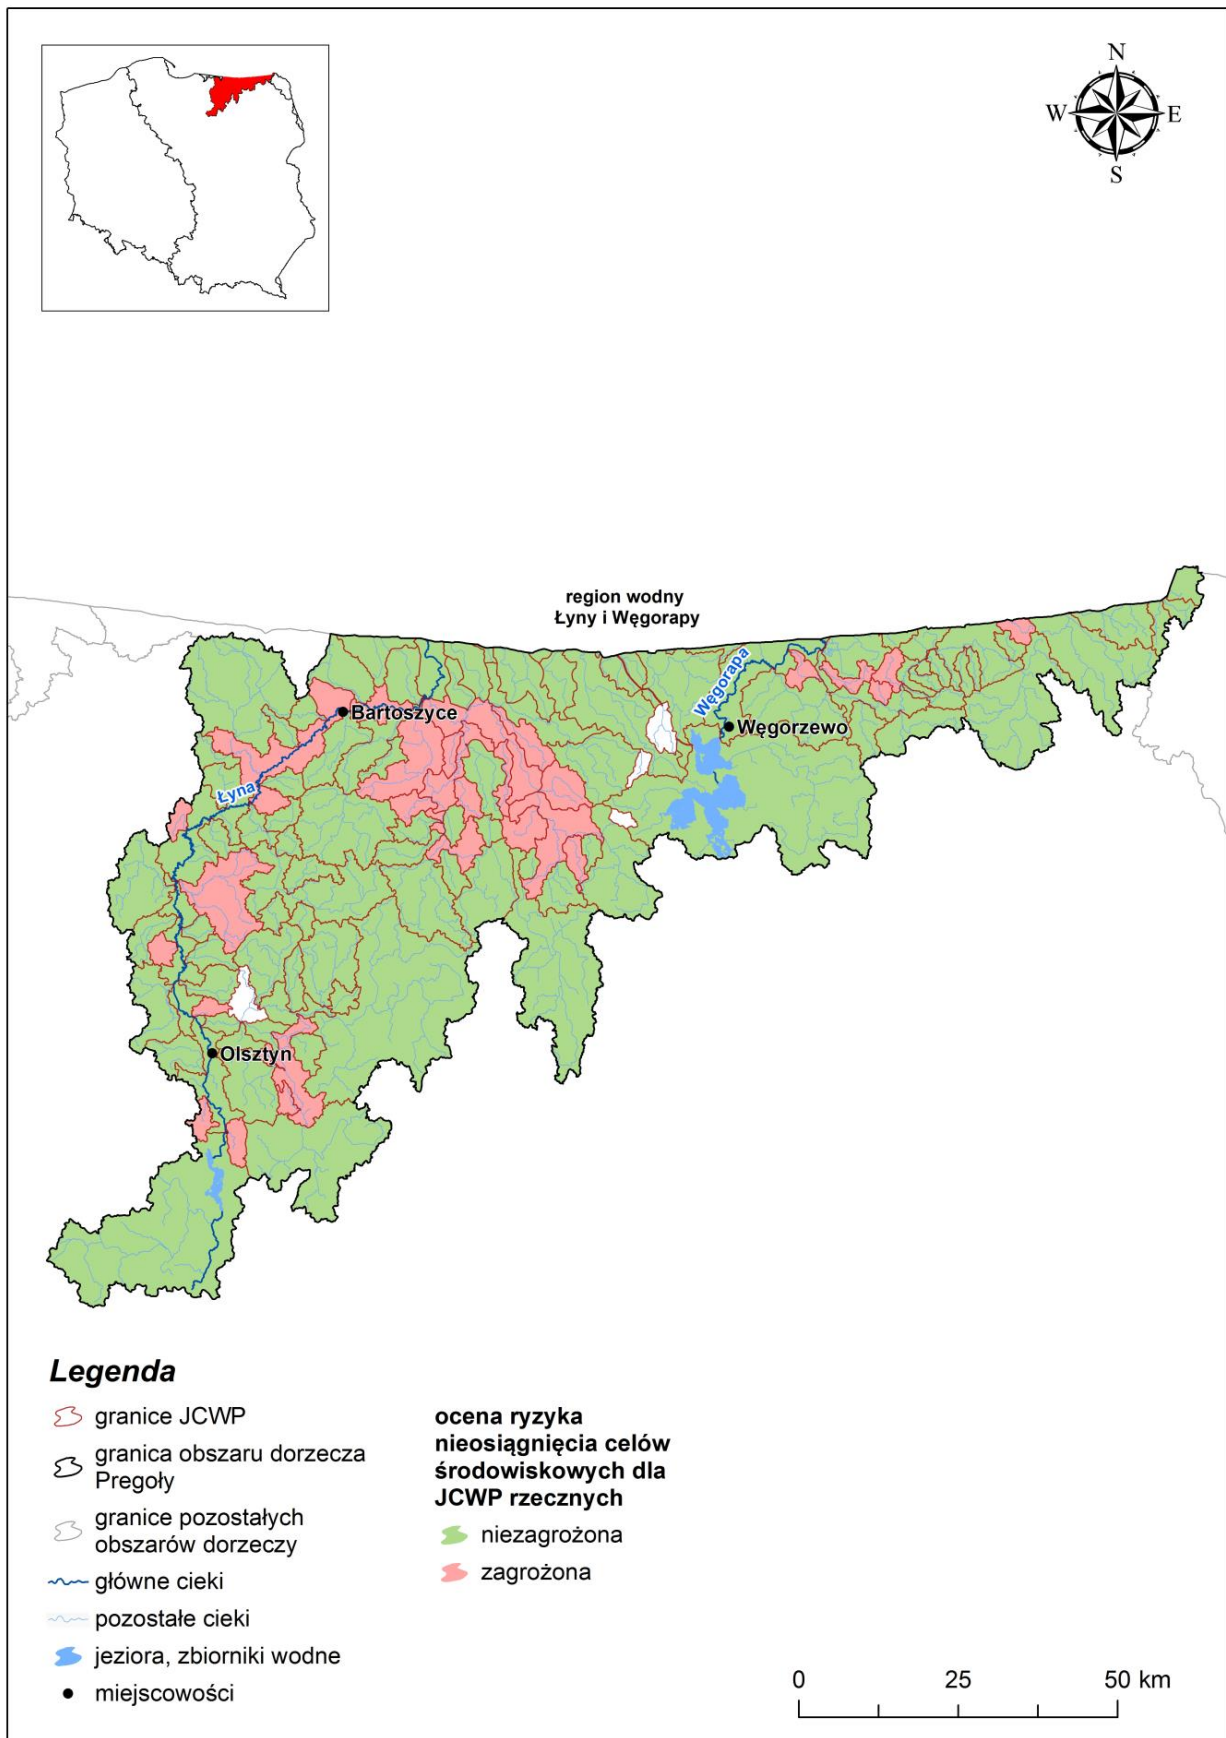 N
W E
S
region wodny
Łyny i Węgorapy
Węgorapa
Bartoszyce
Węgorzewo
Łyna
Olsztyn
Legenda
granice JCWP
granica obszaru dorzecza
Pregoły
granice pozostałych
obszarów dorzeczy
główne cieki
pozostałe cieki
jeziora, zbiorniki wodne
miejscowości
ocena ryzyka
nieosiągnięcia celów
środowiskowych dla
JCWP rzecznych
niezagrożona
zagrożona
0 25 50 km